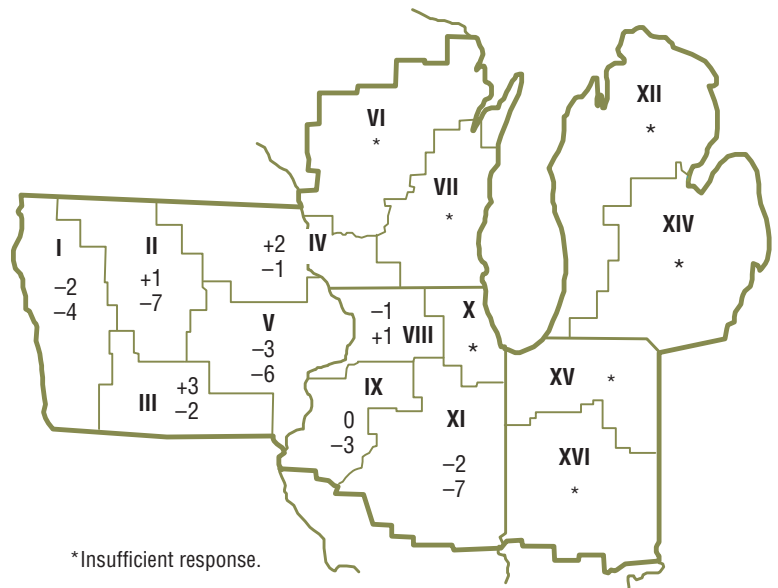 VI
*
XII
*
VII
*
XIV
*
I
−2
−4
II
+1
−7
+2
−1
IV
V
−3
−6
III
+3
−2
−1
+1
VIII
X
*
IX
0
−3
XI
−2
−7
XV *
XVI
*
*Insufficient response.